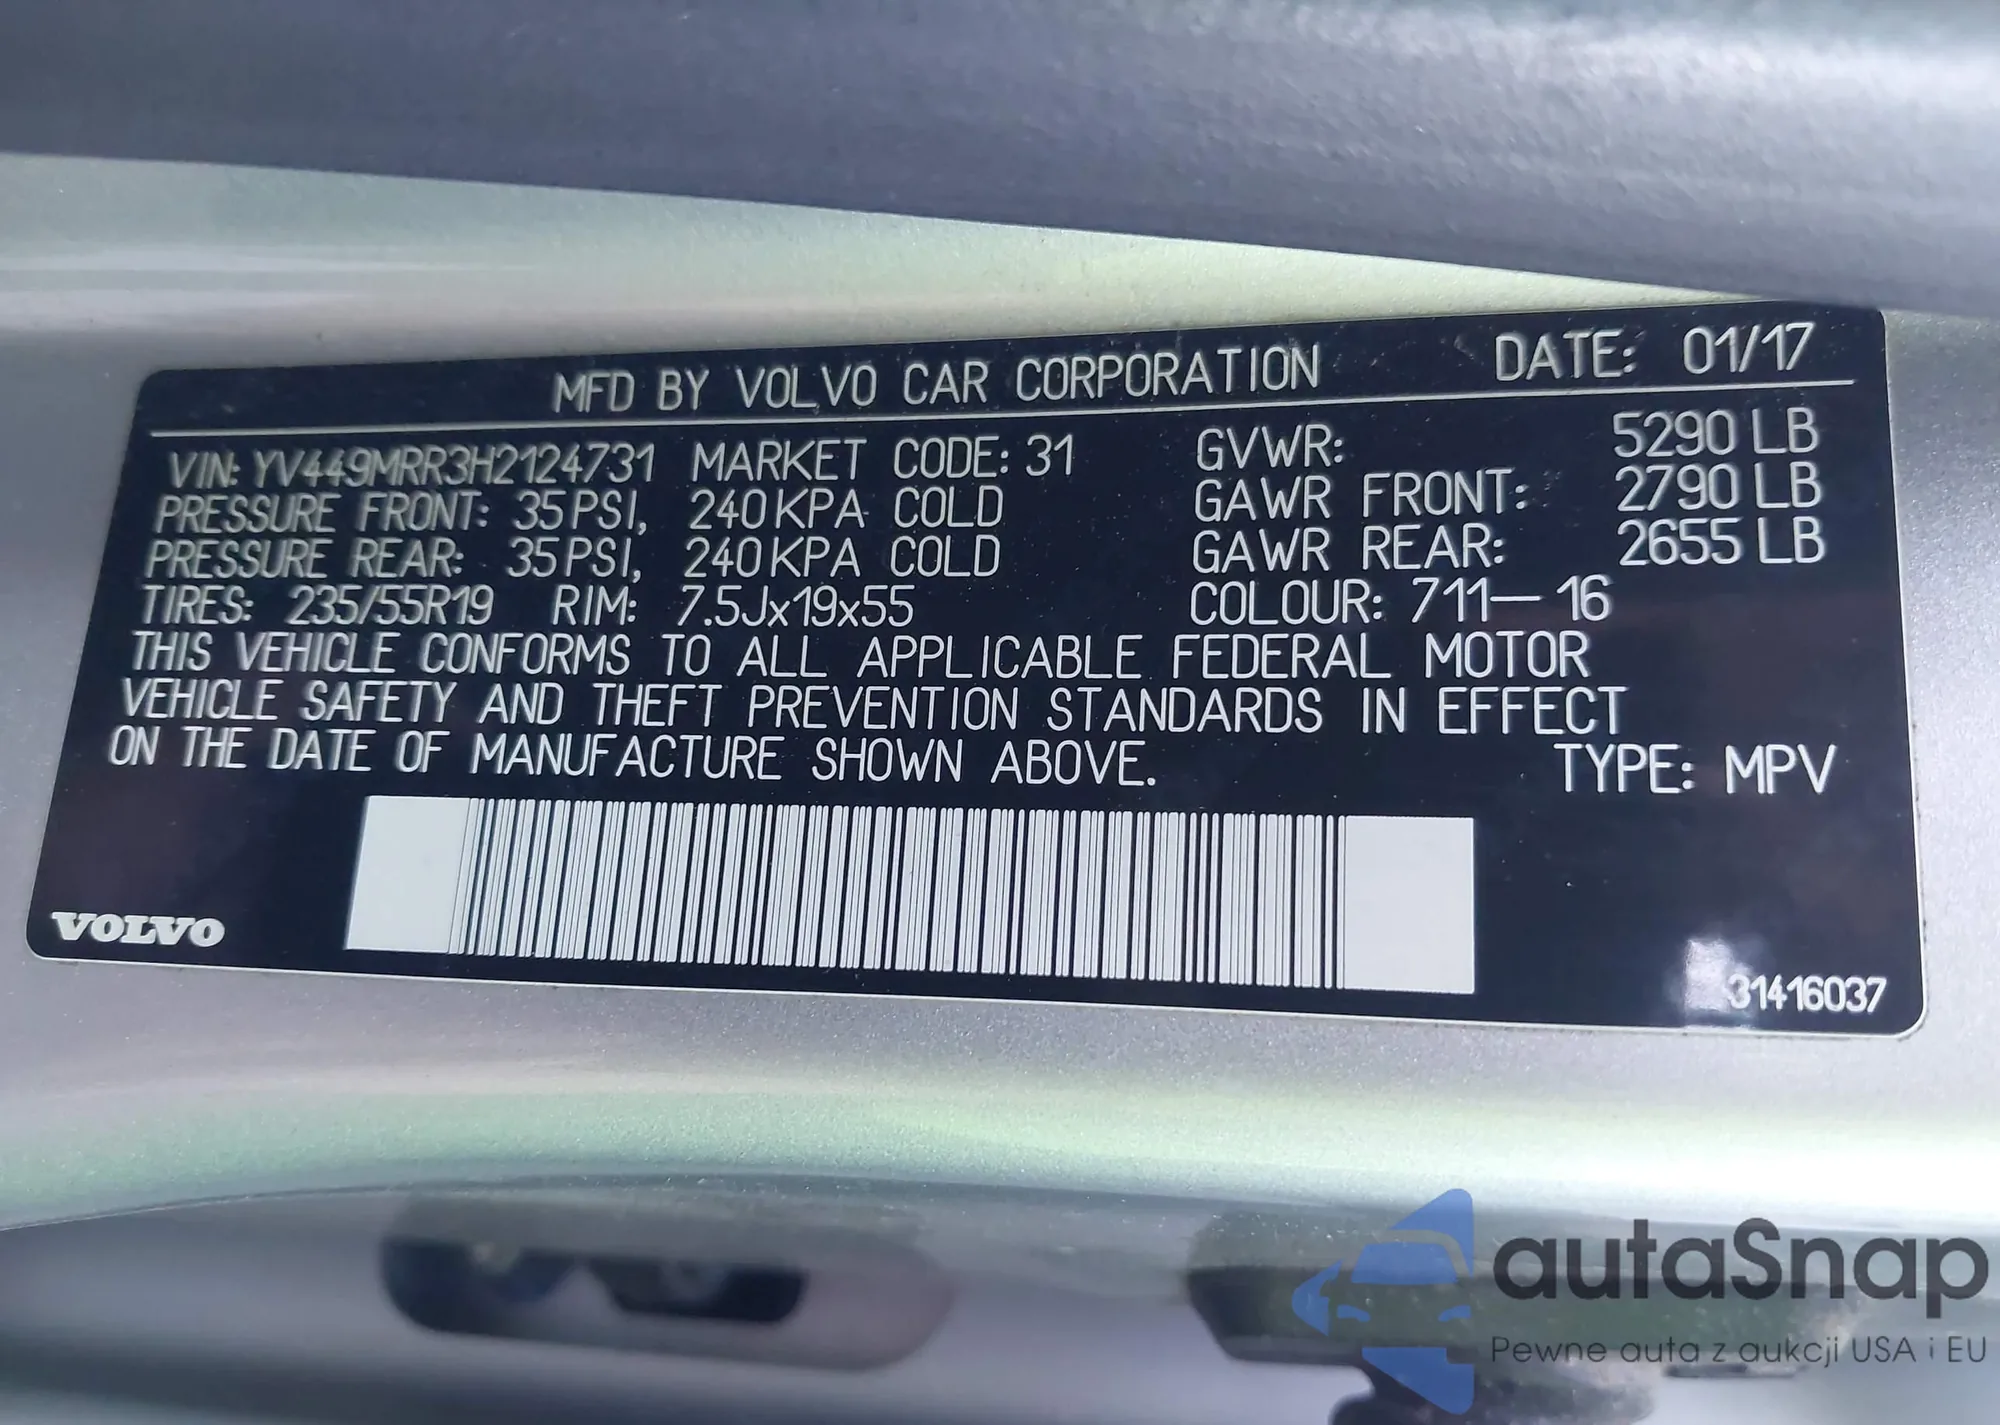 MFD BY VOLVO CAR CORPORATION DATE: 01/17
VIN: YV449MRR3H2124731 MARKET CODE: 31 GVWR: 5290 LB
PRESSURE FRONT: 35 PSI, 240 KPA COLD GAWR FRONT: 2790 LB
PRESSURE REAR: 35 PSI, 240 KPA COLD GAWR REAR: 2655 LB
TIRES: 235/55R19 RIM: 7.5Jx19x55 COLOUR: 711-16
THIS VEHICLE CONFORMS TO ALL APPLICABLE FEDERAL MOTOR
VEHICLE SAFETY AND THEFT PREVENTION STANDARDS IN EFFECT
ON THE DATE OF MANUFACTURE SHOWN ABOVE. TYPE: MPV
VOLVO
31416037
autaSnap
Pewne auta z aukcji USA i EU